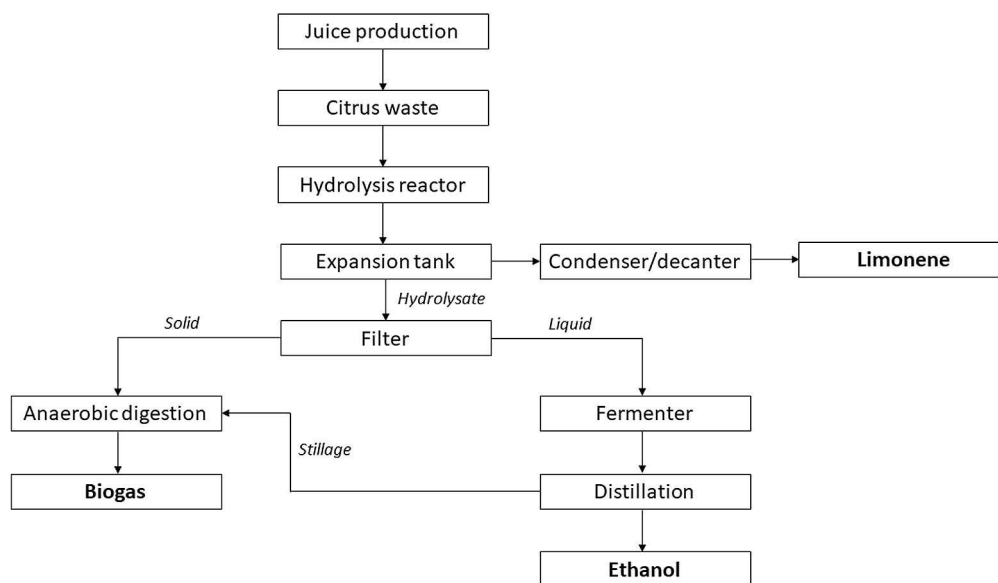 Juice production
Citrus waste
Hydrolysis reactor
Expansion tank
Condenser/decanter
Limonene
Hydrolysate
Solid
Filter
Liquid
Anaerobic digestion
Fermenter
Stillage
Biogas
Distillation
Ethanol